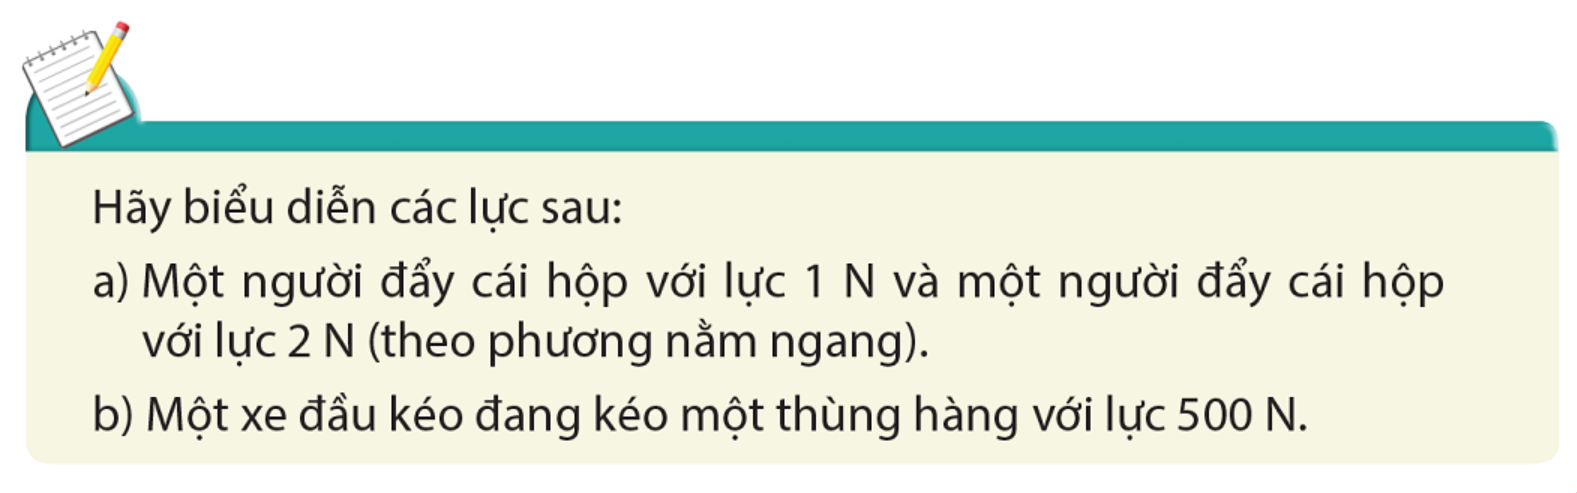 Hãy biểu diễn các lực sau:
a) Một người đẩy cái hộp với lực 1 N và một người đẩy cái hộp
với lực 2 N (theo phương nằm ngang).
b) Một xe đầu kéo đang kéo một thùng hàng với lực 500 N.